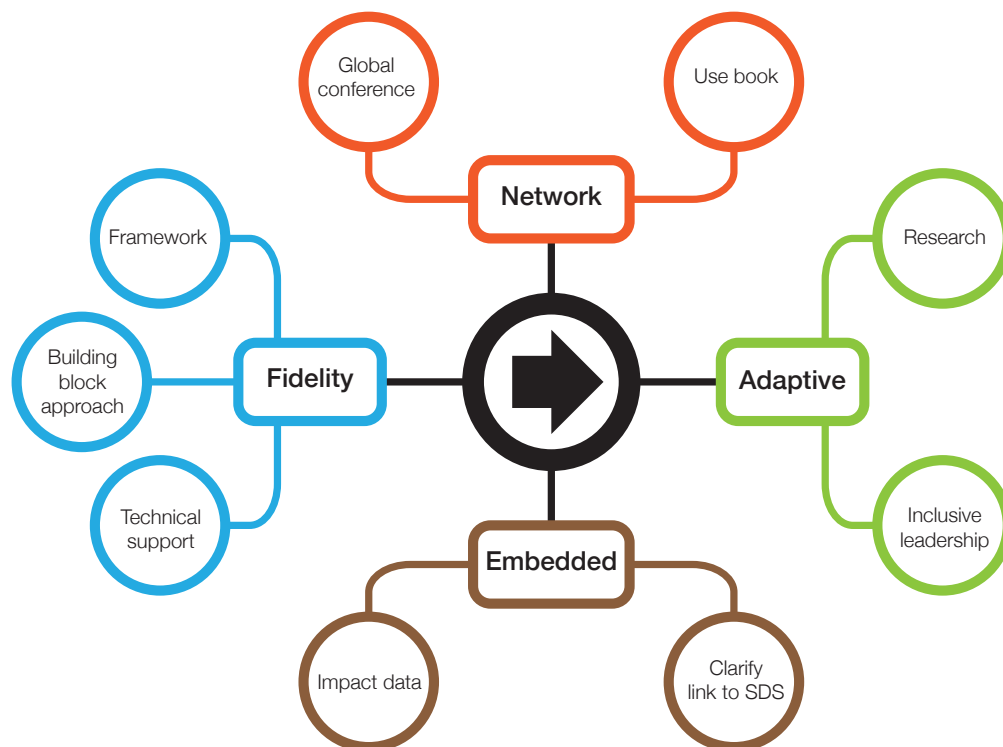 Global
conference
Use book
Network
Framework
Research
Building
block
approach
Fidelity
Adaptive
Technical
support
Inclusive
leadership
Embedded
Impact data
Clarify
link to SDS